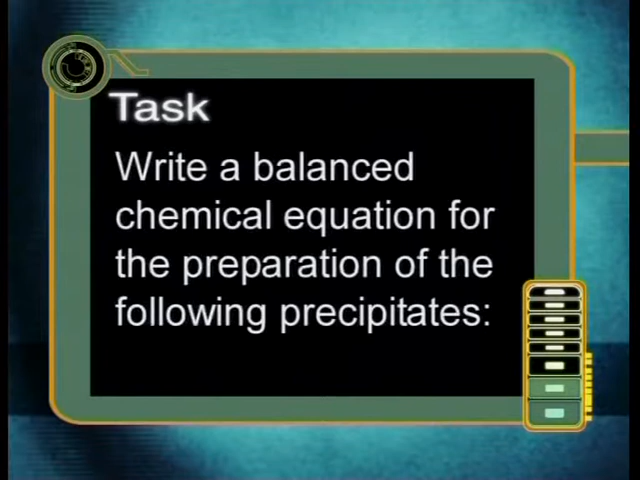 Task
Write a balanced
chemical equation for
the preparation of the
following precipitates: